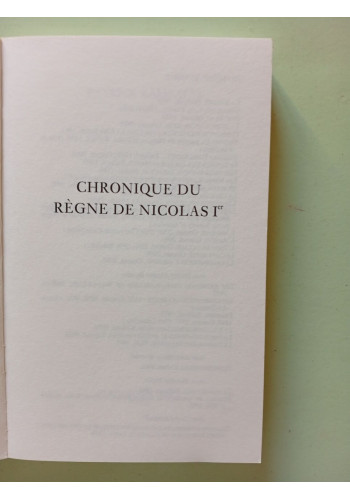 CHRONIQUE DU
RÈGNE DE NICOLAS Iᵉʳ